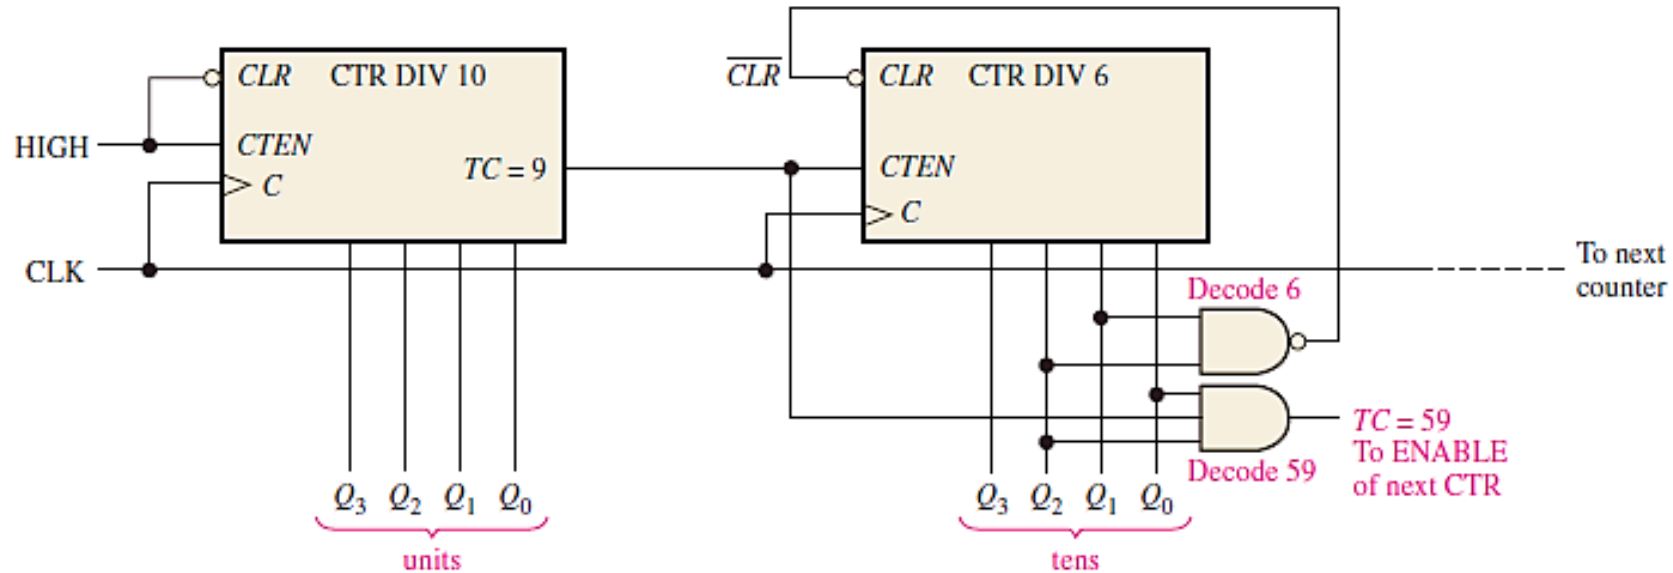 CLR CTR DIV 10
HIGH
CTEN
TC = 9
C
CLK
CLR CLR CTR DIV 6
CTEN
C
To next
counter
Decode 6
TC = 59
To ENABLE
of next CTR
Decode 59
Q3 Q2 Q1 Q0
units
Q3 Q2 Q1 Q0
tens